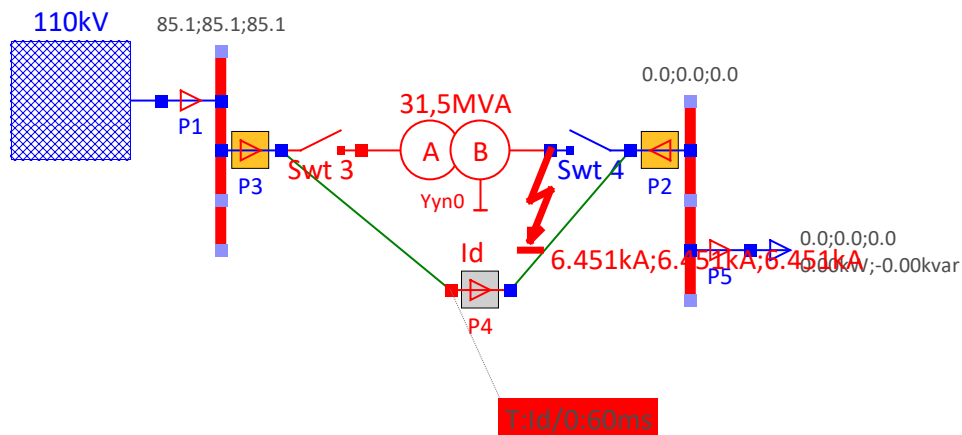 110kV
85.1;85.1;85.1
0.0;0.0;0.0
31,5MVA
P1
A
B
P3
Swt 3
Swt 4
P2
Yyn0
Id
6.451kA;6.451kA;6.451kA
0.0;0.0;0.0
0.00kW;-0.00kvar
P5
P4
T:Id/0:60ms